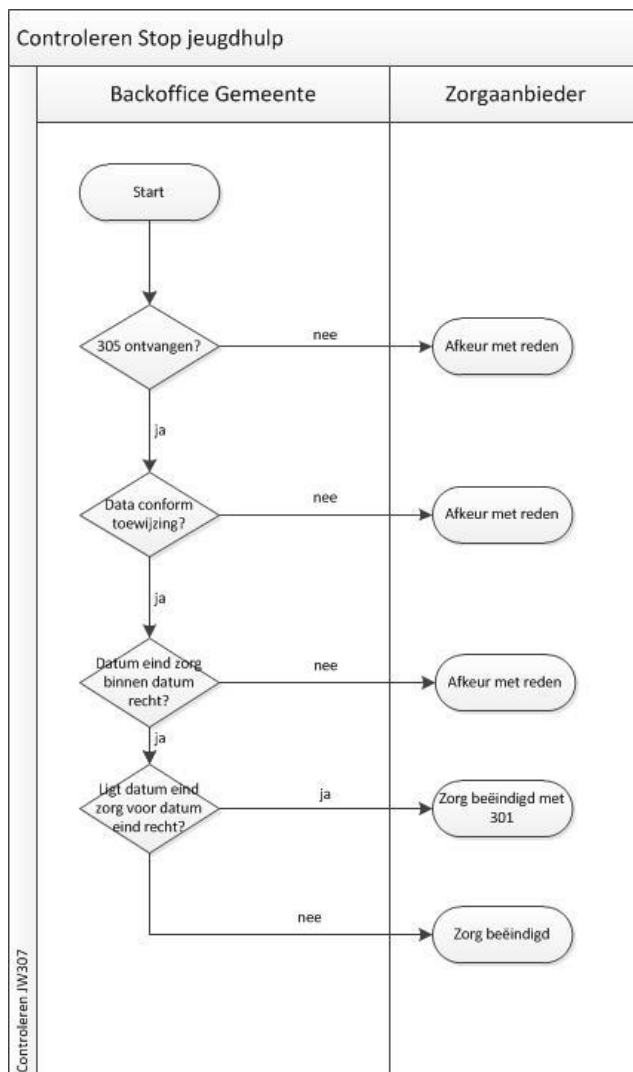 Controleren Stop jeugdhulp
Backoffice Gemeente
Zorgaanbieder
Start
305 ontvangen?
nee
Afkeur met reden
ja
Data conform
toewijzing?
nee
Afkeur met reden
ja
Datum eind zorg
binnen datum
recht?
nee
Afkeur met reden
ja
Ligt datum eind
zorg voor datum
eind recht?
ja
Zorg beëindigd met
301
nee
Zorg beëindigd
Controleren JW307